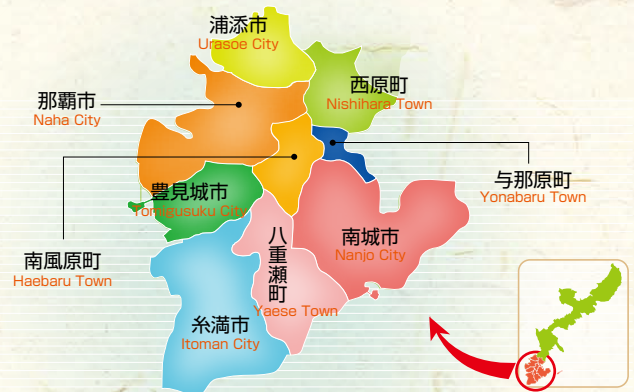 浦添市
Urasoe City
西原町
Nishihara Town
那覇市
Naha City
与那原町
Yonabaru Town
豊見城市
Tomigusuku City
南風原町
Haebaru Town
八重瀬町
Yaese Town
南城市
Nanjo City
糸満市
Itoman City